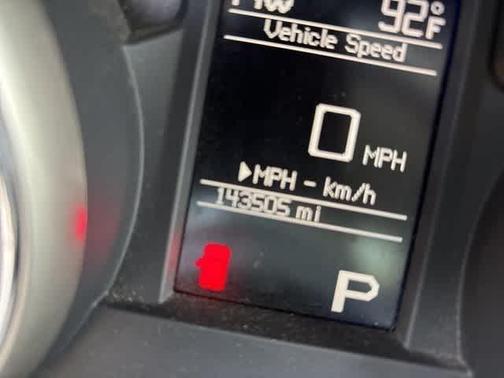 92°F
Vehicle Speed
0 MPH
▶MPH - km/h
143505 mi
P